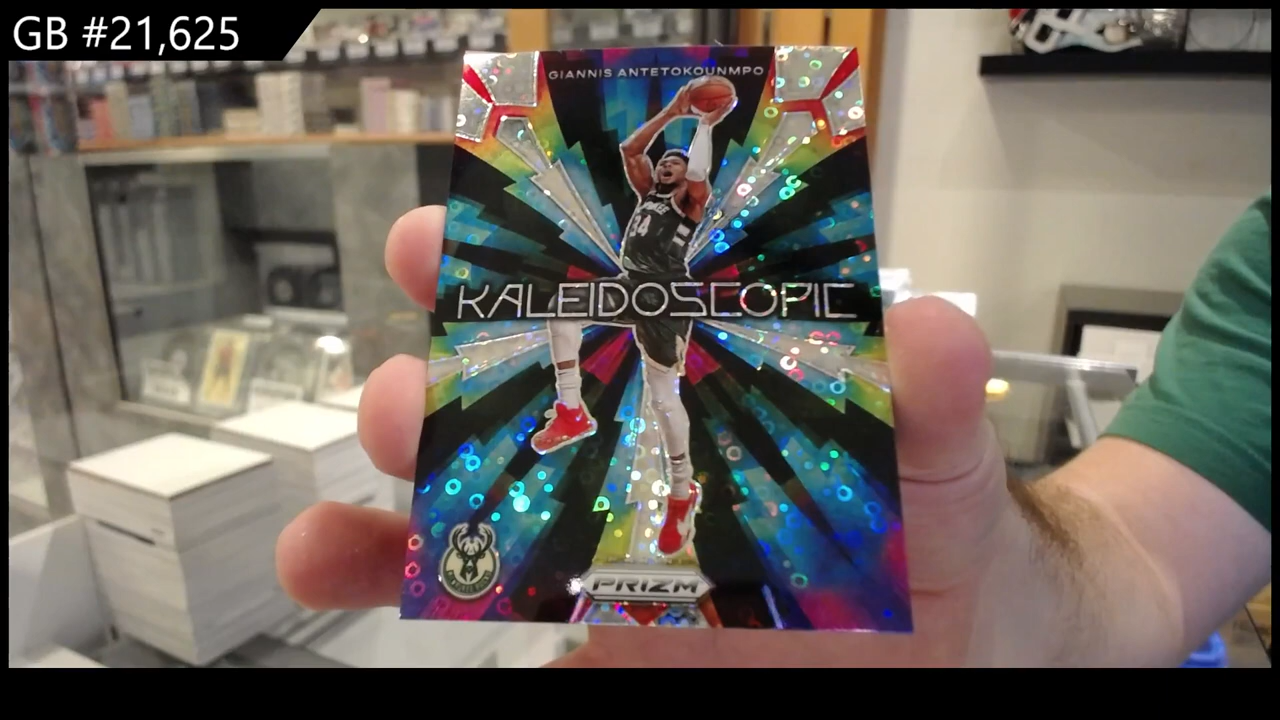 GB #21,625
GIANNIS ANTETOKOUNMPO
34
KALEIDOSCOPIC
PRIZM